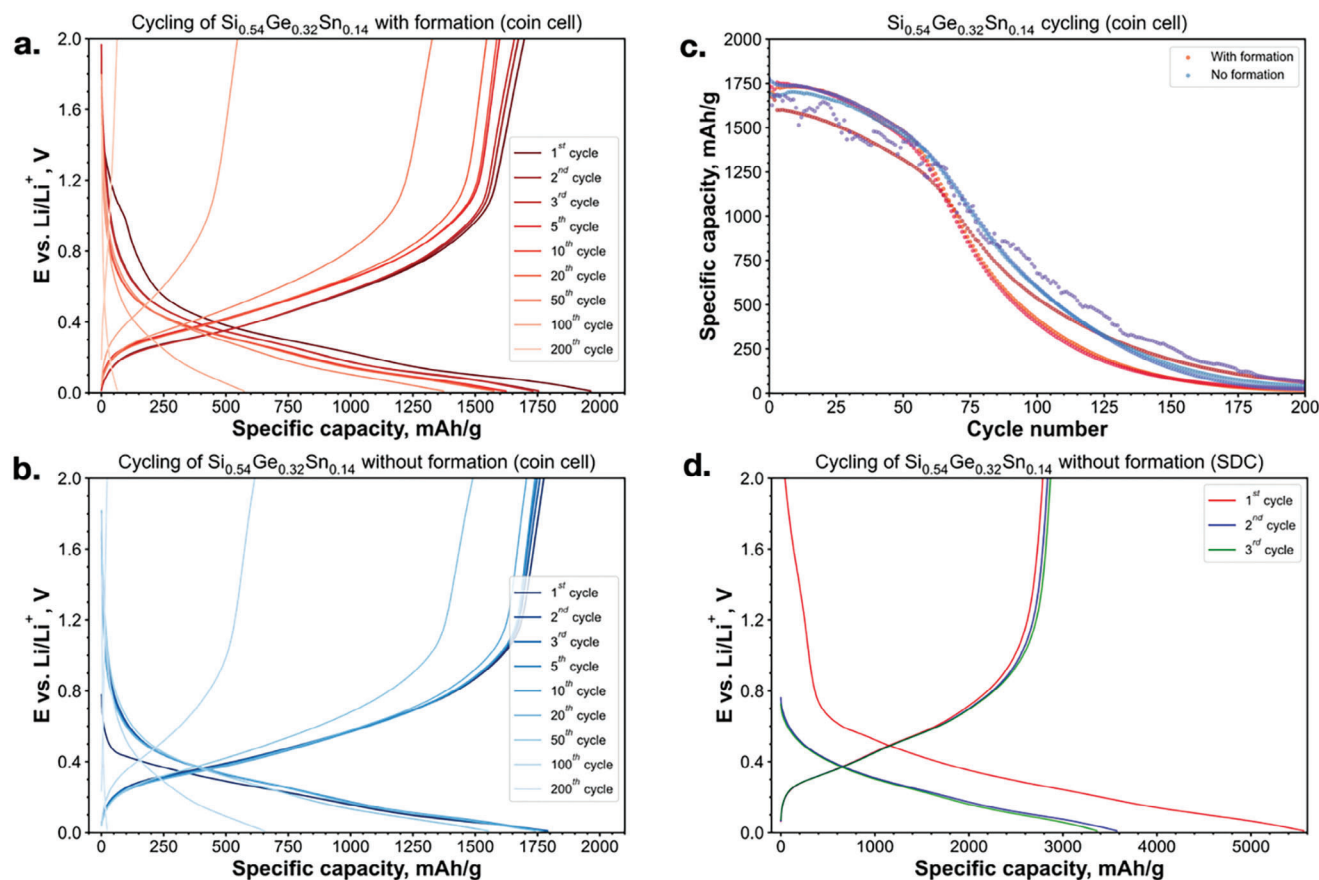 a.
Cycling of Si0.54Ge0.32Sn0.14 with formation (coin cell)
2.0
1.6
1.2
0.8
0.4
0.0
E vs. Li/Li+, V
1st cycle
2nd cycle
3rd cycle
5th cycle
10th cycle
20th cycle
50th cycle
100th cycle
200th cycle
0 250 500 750 1000 1250 1500 1750 2000
Specific capacity, mAh/g
c.
Si0.54Ge0.32Sn0.14 cycling (coin cell)
2000
1750
1500
1250
1000
750
500
250
0
Specific capacity, mAh/g
With formation
No formation
0 25 50 75 100 125 150 175 200
Cycle number
b.
Cycling of Si0.54Ge0.32Sn0.14 without formation (coin cell)
2.0
1.6
1.2
0.8
0.4
0.0
E vs. Li/Li+, V
1st cycle
2nd cycle
3rd cycle
5th cycle
10th cycle
20th cycle
50th cycle
100th cycle
200th cycle
0 250 500 750 1000 1250 1500 1750 2000
Specific capacity, mAh/g
d.
Cycling of Si0.54Ge0.32Sn0.14 without formation (SDC)
2.0
1.6
1.2
0.8
0.4
0.0
E vs. Li/Li+, V
1st cycle
2nd cycle
3rd cycle
0 1000 2000 3000 4000 5000
Specific capacity, mAh/g